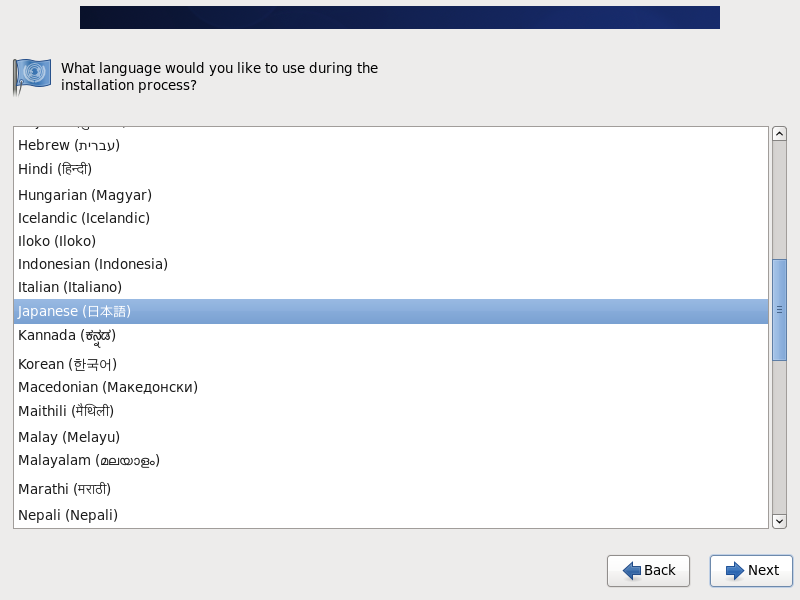 What language would you like to use during the
installation process?
Hebrew (עברית)
Hindi (हिन्दी)
Hungarian (Magyar)
Icelandic (Icelandic)
Iloko (Iloko)
Indonesian (Indonesia)
Italian (Italiano)
Japanese (日本語)
Kannada (ಕನ್ನಡ)
Korean (한국어)
Macedonian (Македонски)
Maithili (मैथिली)
Malay (Melayu)
Malayalam (മലയാളം)
Marathi (मराठी)
Nepali (Nepali)
Back
Next